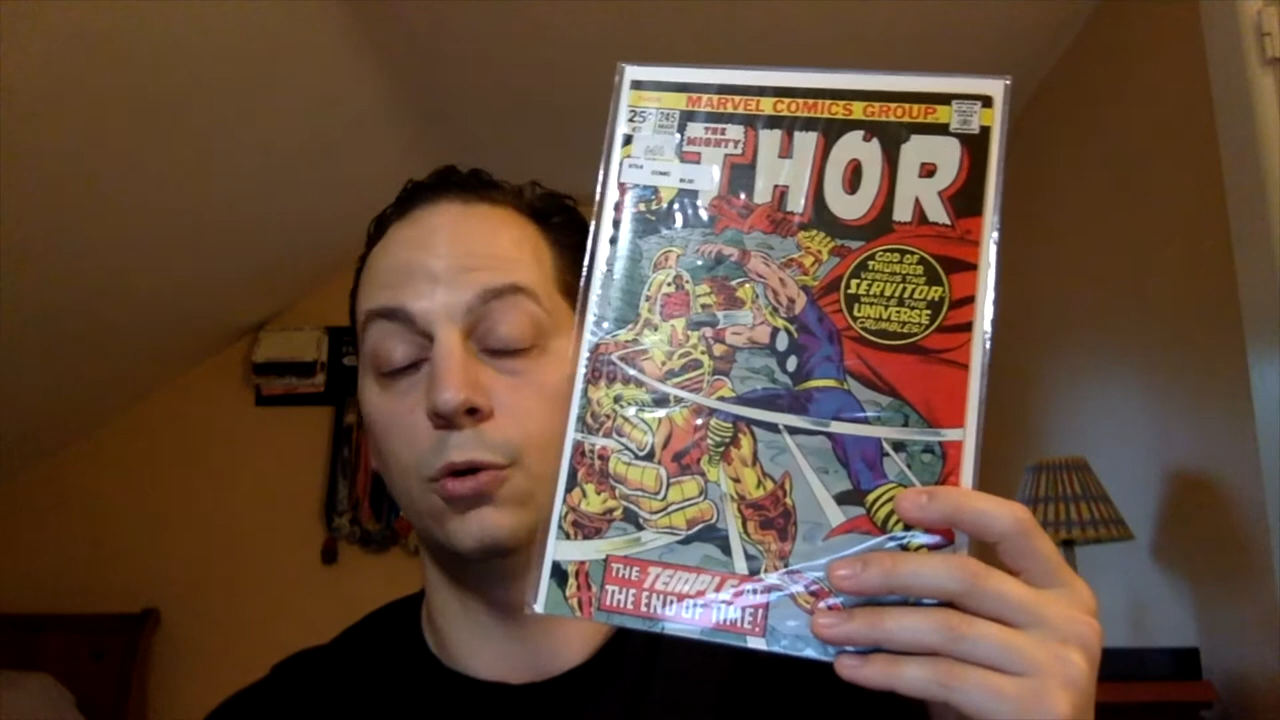 MARVEL COMICS GROUP
25¢ 245
THE
MIGHTY
THOR
COMIC
GOD OF
THUNDER
VERSUS THE
SERVITOR
WHILE THE
UNIVERSE
CRUMBLES!
THE TEMPLE AT
THE END OF TIME!